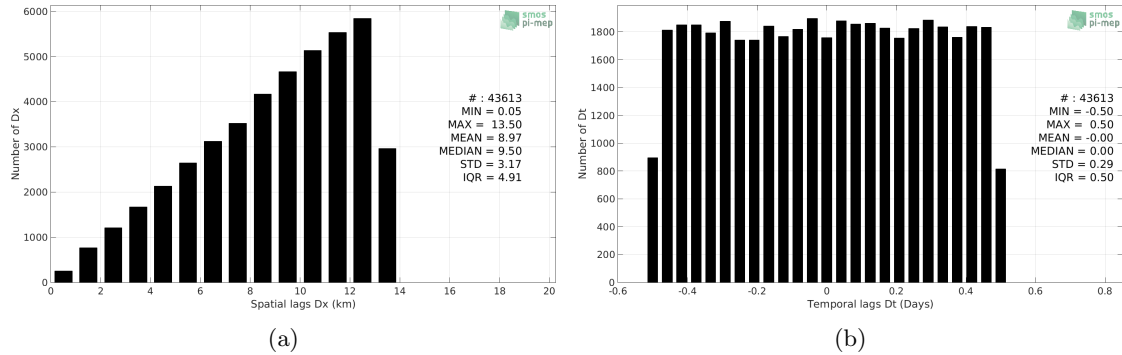 6000
5000
4000
3000
2000
1000
0
Number of Dx
0 2 4 6 8 10 12 14 16 18 20
Spatial lags Dx (km)
smos
pi-mep
# : 43613
MIN = 0.05
MAX = 13.50
MEAN = 8.97
MEDIAN = 9.50
STD = 3.17
IQR = 4.91
(a)
1800
1600
1400
1200
1000
800
600
400
200
0
Number of Dt
-0.6 -0.4 -0.2 0 0.2 0.4 0.6 0.8
Temporal lags Dt (Days)
smos
pi-mep
# : 43613
MIN = -0.50
MAX = 0.50
MEAN = -0.00
MEDIAN = 0.00
STD = 0.29
IQR = 0.50
(b)